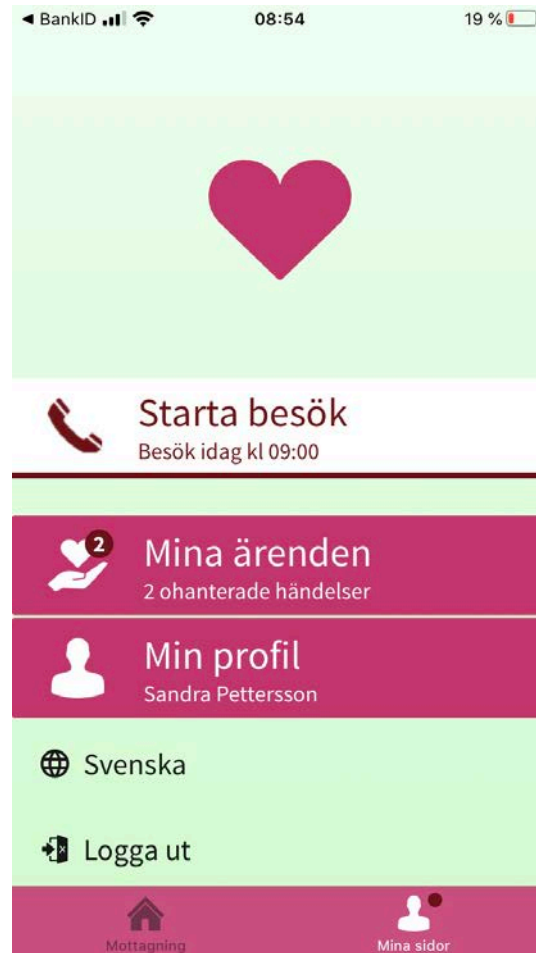 ◀ BankID
08:54
19 %
Starta besök
Besök idag kl 09:00
2
Mina ärenden
2 ohanterade händelser
Min profil
Sandra Pettersson
Svenska
Logga ut
Mottagning
Mina sidor